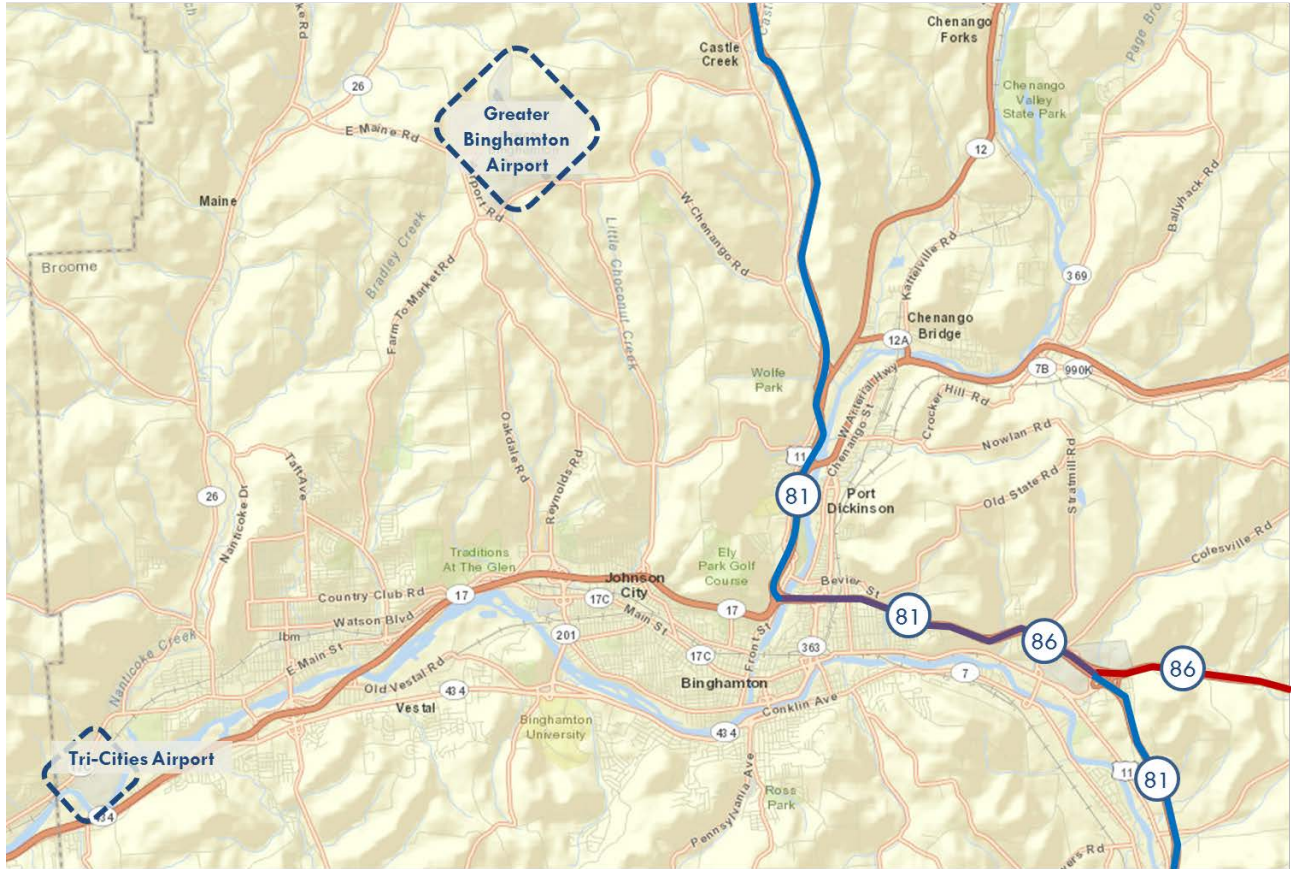 Castle
Creek
Chenango
Forks
Page Bro
Chenango
Valley
State Park
26
Greater
Binghamton
Airport
E Maine Rd
12
Maine
port Rd
W Chenango Rd
Ballyhack Rd
Little Choconut Creek
Bradley Creek
Broome
Kattelville Rd
369
Farm To Market Rd
Chenango
Bridge
12A
7B
990K
Wolfe
Park
W Arterial Hwy
Chenango St
Crocker
Hill Rd
Oakdale Rd
Nowlan Rd
Reynolds Rd
11
Taft Ave
26
Nanticoke Dr
81
Port
Dickinson
Old State Rd
Stratmill Rd
Colesville Rd
Traditions
At The Glen
Ely
Park Golf
Course
Johnson
City
Bevier St
Country Club Rd
17
17C
17
81
Watson Blvd
Main St
Ibm
201
Front St
363
86
Nanticoke Creek
E Main St
17C
86
7
Old Vestal Rd
434
Binghamton
Vestal
Conklin Ave
Binghamton
University
434
Tri-Cities Airport
11
81
Ross
Park
Pennsylvania Ave